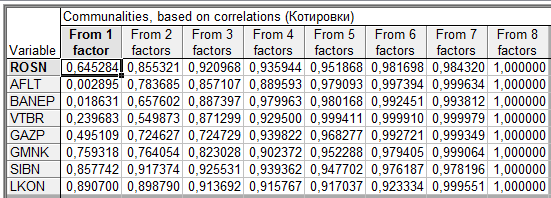 Communalities, based on correlations (Котировки)
Variable From 1 factor From 2 factors From 3 factors From 4 factors From 5 factors From 6 factors From 7 factors From 8 factors
ROSN 0,645284 0,855321 0,920968 0,935944 0,951868 0,981698 0,984320 1,000000
AFLT 0,002895 0,783685 0,857107 0,889593 0,979093 0,997394 0,999634 1,000000
BANEP 0,018631 0,657602 0,887397 0,979963 0,980168 0,992451 0,993812 1,000000
VTBR 0,239683 0,549873 0,871299 0,929500 0,999411 0,999910 0,999979 1,000000
GAZP 0,495109 0,724627 0,724729 0,939822 0,968277 0,992721 0,999349 1,000000
GMNK 0,759318 0,764054 0,823028 0,902372 0,952288 0,979405 0,999064 1,000000
SIBN 0,857742 0,917374 0,925531 0,939362 0,947702 0,976187 0,978196 1,000000
LKON 0,890700 0,898790 0,913692 0,915767 0,917037 0,923334 0,999551 1,000000